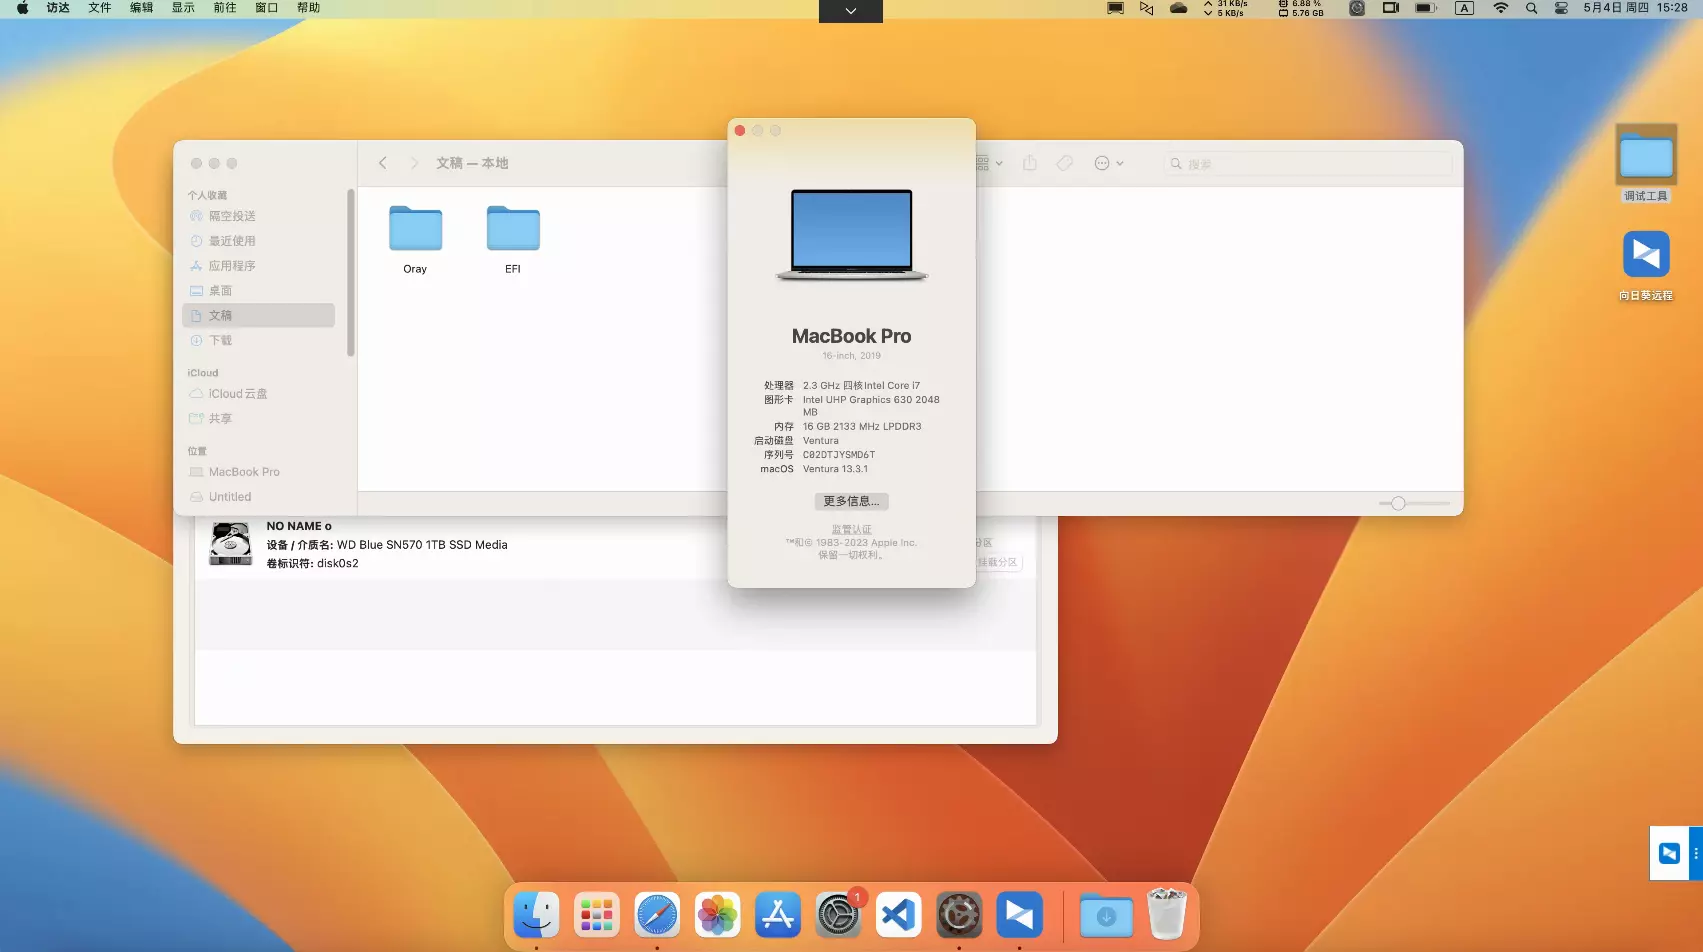 访达 文件 编辑 显示 前往 窗口 帮助
31 KB/s
5 KB/s
6.88 %
5.76 GB
A
5月4日 周四 15:28
文稿 — 本地
搜索
个人收藏
隔空投送
最近使用
应用程序
桌面
文稿
下载
iCloud
iCloud 云盘
共享
位置
MacBook Pro
Untitled
Oray
EFI
MacBook Pro
16-inch, 2019
处理器 2.3 GHz 四核Intel Core i7
图形卡 Intel UHP Graphics 630 2048
MB
内存 16 GB 2133 MHz LPDDR3
启动磁盘 Ventura
序列号 C02DTJYSMD6T
macOS Ventura 13.3.1
更多信息...
监管认证
™和© 1983-2023 Apple Inc.
保留一切权利。
NO NAME o
设备 / 介质名: WD Blue SN570 1TB SSD Media
卷标识符: disk0s2
分区
挂载分区
调试工具
向日葵远程
1